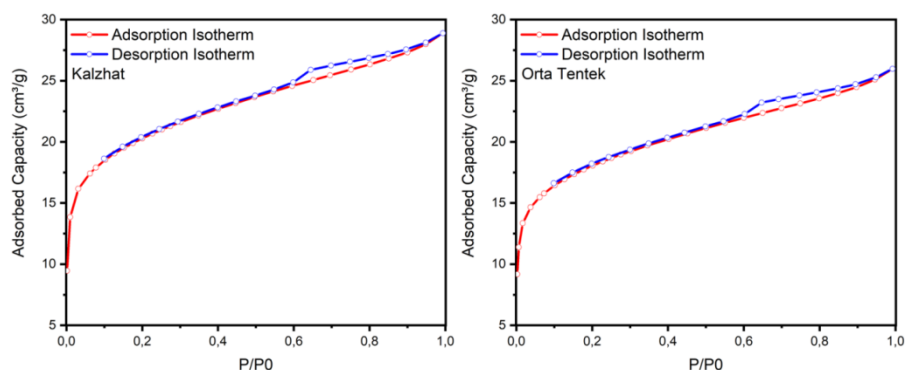 Adsorption Isotherm
Desorption Isotherm
Kalzhat
Adsorbed Capacity (cm³/g)
30
25
20
15
10
5
0,0 0,2 0,4 0,6 0,8 1,0
P/P0
Adsorption Isotherm
Desorption Isotherm
Orta Tentek
Adsorbed Capacity (cm³/g)
30
25
20
15
10
5
0,0 0,2 0,4 0,6 0,8 1,0
P/P0